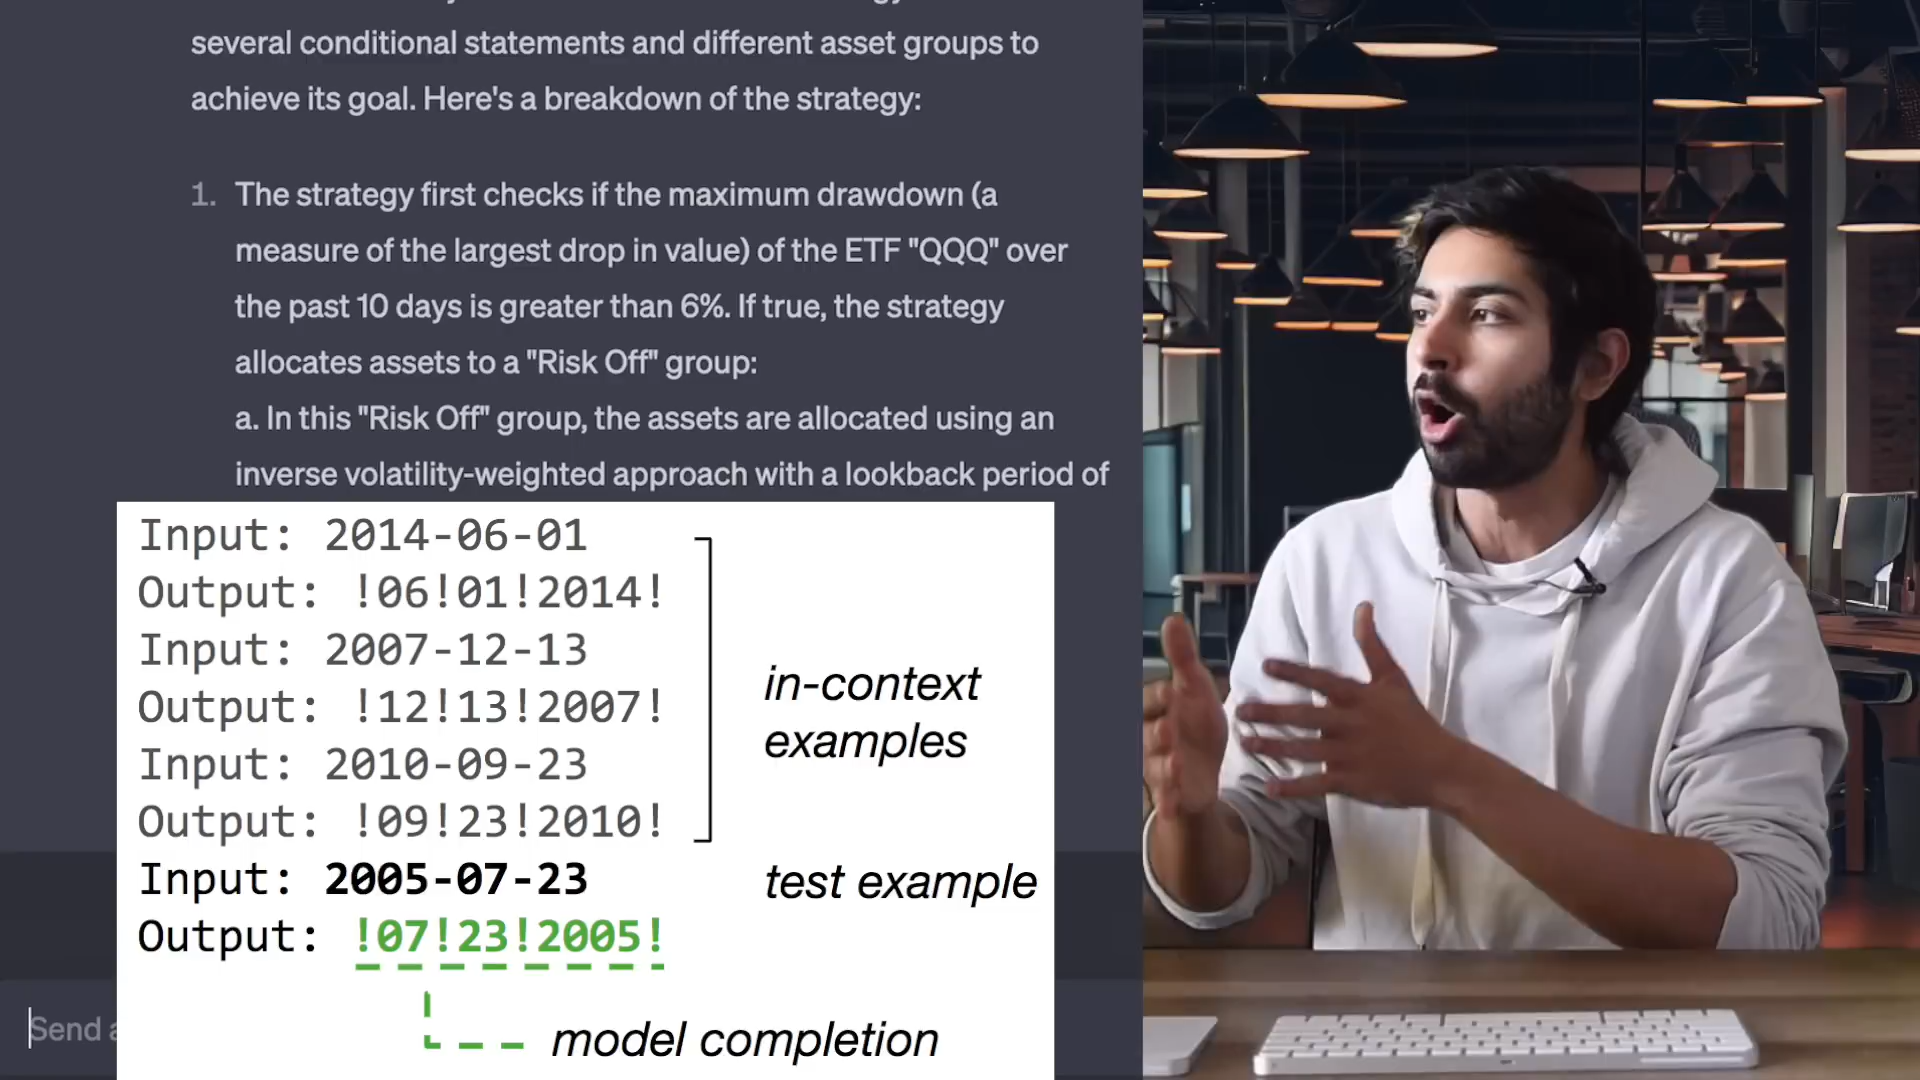 several conditional statements and different asset groups to
achieve its goal. Here's a breakdown of the strategy:
1. The strategy first checks if the maximum drawdown (a
measure of the largest drop in value) of the ETF "QQQ" over
the past 10 days is greater than 6%. If true, the strategy
allocates assets to a "Risk Off" group:
a. In this "Risk Off" group, the assets are allocated using an
inverse volatility-weighted approach with a lookback period of
Input: 2014-06-01
Output: !06!01!2014!
Input: 2007-12-13
Output: !12!13!2007!
Input: 2010-09-23
Output: !09!23!2010!
in-context
examples
Input: 2005-07-23
test example
Output: !07!23!2005!
model completion
Send